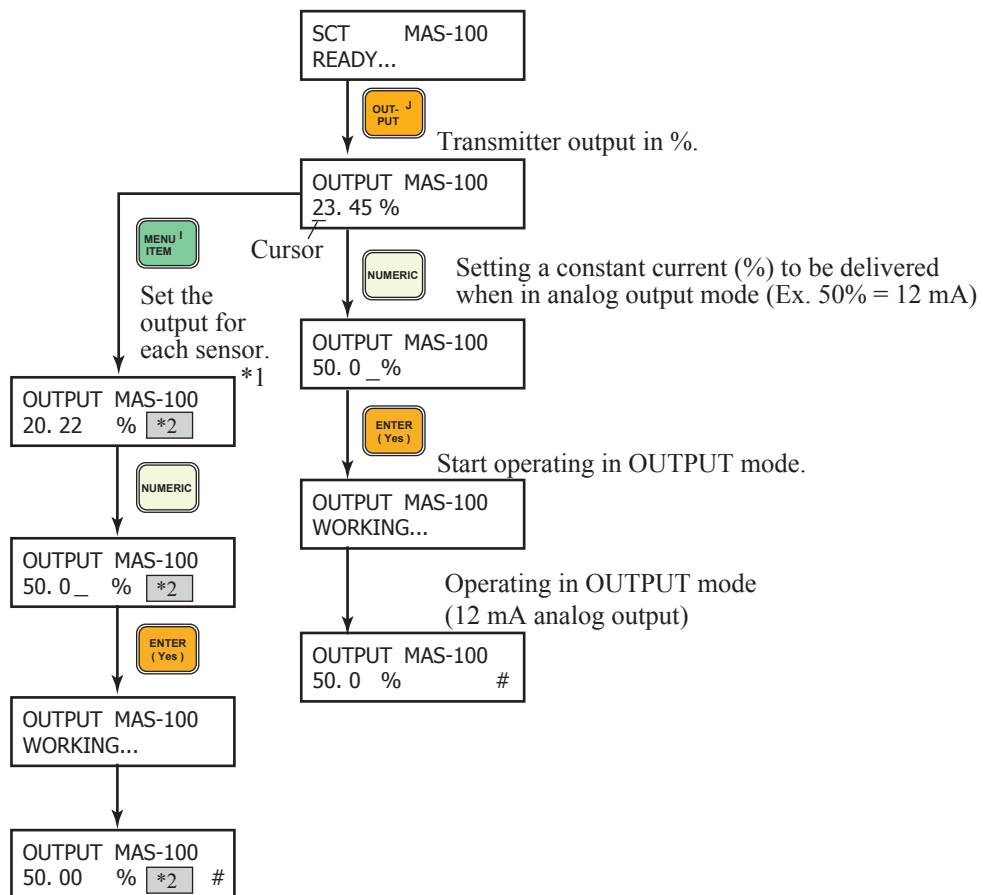 SCT MAS-100
READY...
OUT- J
PUT
Transmitter output in %.
OUTPUT MAS-100
23. 45 %
Cursor
MENU I
ITEM
Set the
output for
each sensor.
*1
NUMERIC
Setting a constant current (%) to be delivered
when in analog output mode (Ex. 50% = 12 mA)
OUTPUT MAS-100
50. 0 _%
ENTER
( Yes )
Start operating in OUTPUT mode.
OUTPUT MAS-100
WORKING...
Operating in OUTPUT mode
(12 mA analog output)
OUTPUT MAS-100
50. 0 % #
OUTPUT MAS-100
20. 22 % *2
NUMERIC
OUTPUT MAS-100
50. 0_ % *2
ENTER
( Yes )
OUTPUT MAS-100
WORKING...
OUTPUT MAS-100
50. 00 % *2 #